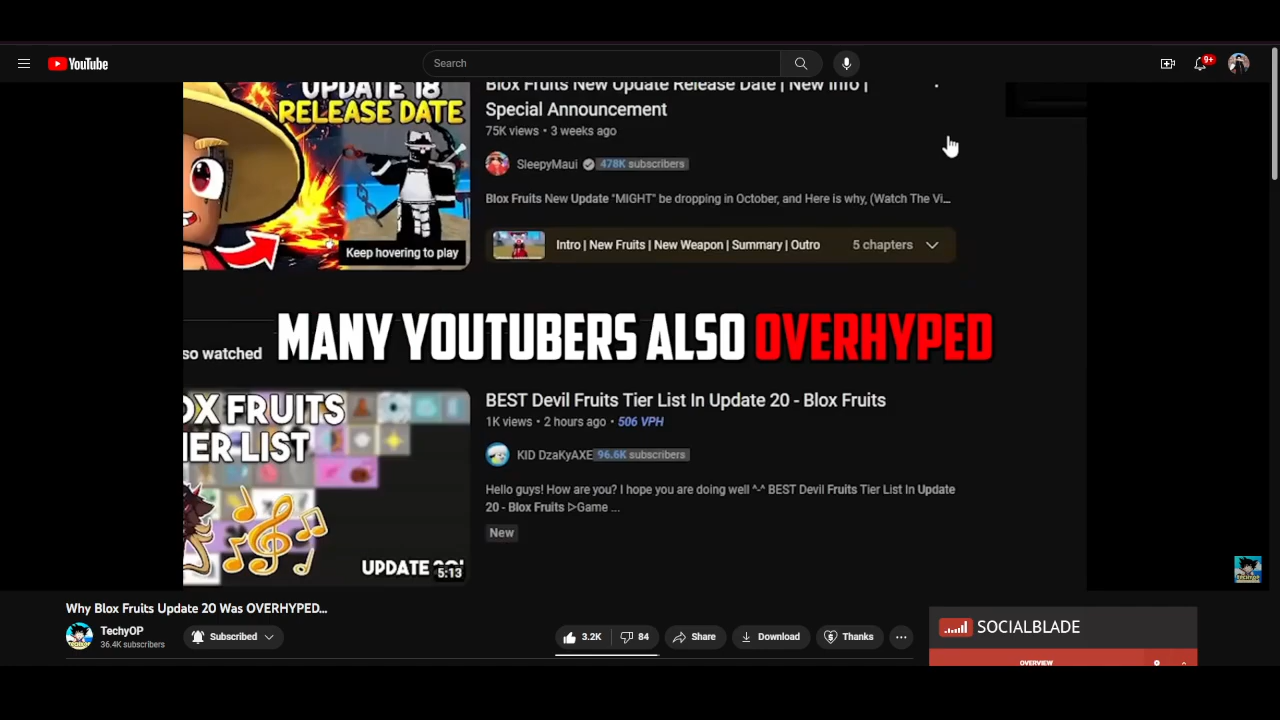 YouTube
Search
9+
UPDATE 18
RELEASE DATE
Keep hovering to play
Blox Fruits New Update Release Date | New Info |
Special Announcement
75K views • 3 weeks ago
SleepyMaui 478K subscribers
Blox Fruits New Update "MIGHT" be dropping in October, and Here is why, (Watch The Vi...
Intro | New Fruits | New Weapon | Summary | Outro 5 chapters
MANY YOUTUBERS ALSO OVERHYPED
so watched
OX FRUITS
IER LIST
UPDATE
5:13
BEST Devil Fruits Tier List In Update 20 - Blox Fruits
1K views • 2 hours ago • 506 VPH
KID DzaKyAXE 96.6K subscribers
Hello guys! How are you? I hope you are doing well ^-^ BEST Devil Fruits Tier List In Update
20 - Blox Fruits ᐅGame ...
New
Why Blox Fruits Update 20 Was OVERHYPED...
TechyOP
36.4K subscribers
Subscribed
3.2K
84
Share
Download
Thanks
SOCIALBLADE
OVERVIEW